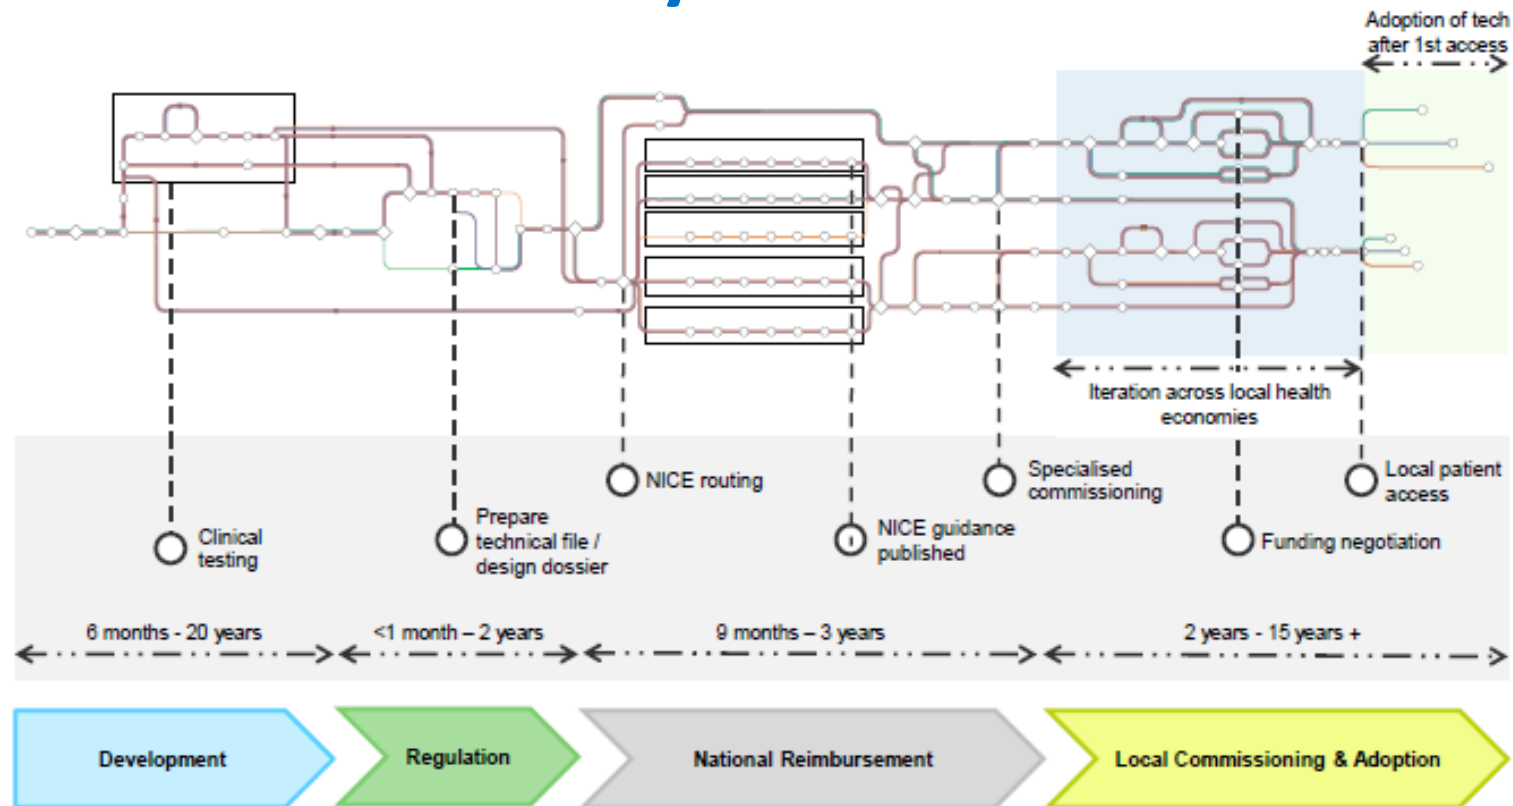 Adoption of tech
after 1st access
Iteration across local health
economies
NICE routing
Specialised
commissioning
Local patient
access
Clinical
testing
Prepare
technical file /
design dossier
NICE guidance
published
Funding negotiation
6 months - 20 years
<1 month – 2 years
9 months – 3 years
2 years - 15 years +
Development
Regulation
National Reimbursement
Local Commissioning & Adoption